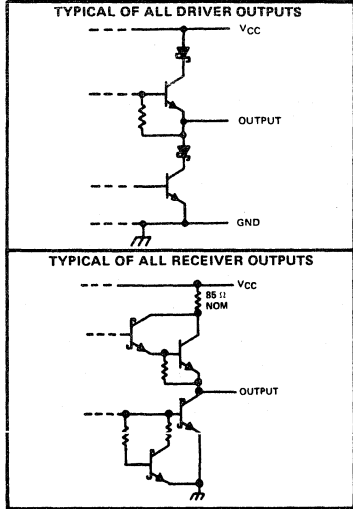 TYPICAL OF ALL DRIVER OUTPUTS
VCC
OUTPUT
GND
TYPICAL OF ALL RECEIVER OUTPUTS
VCC
85 Ω
NOM
OUTPUT